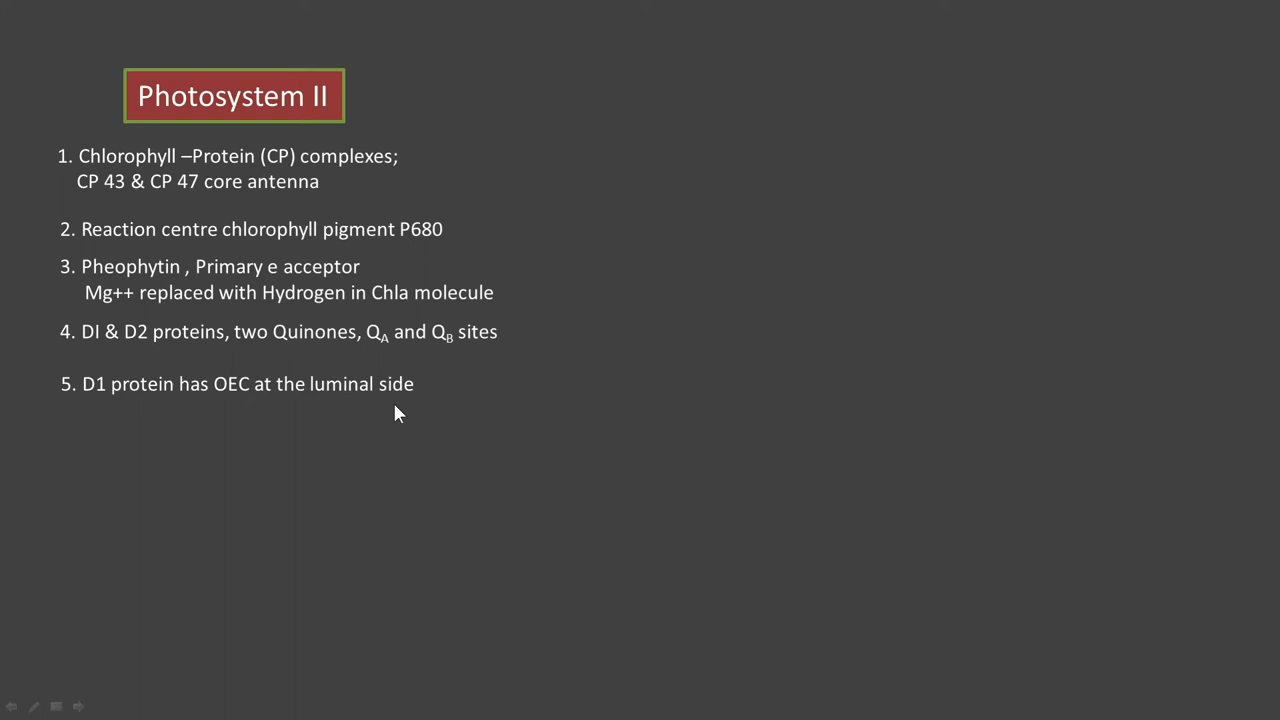 Photosystem II
1. Chlorophyll –Protein (CP) complexes;
CP 43 & CP 47 core antenna
2. Reaction centre chlorophyll pigment P680
3. Pheophytin , Primary e acceptor
Mg++ replaced with Hydrogen in Chla molecule
4. DI & D2 proteins, two Quinones, QA and QB sites
5. D1 protein has OEC at the luminal side